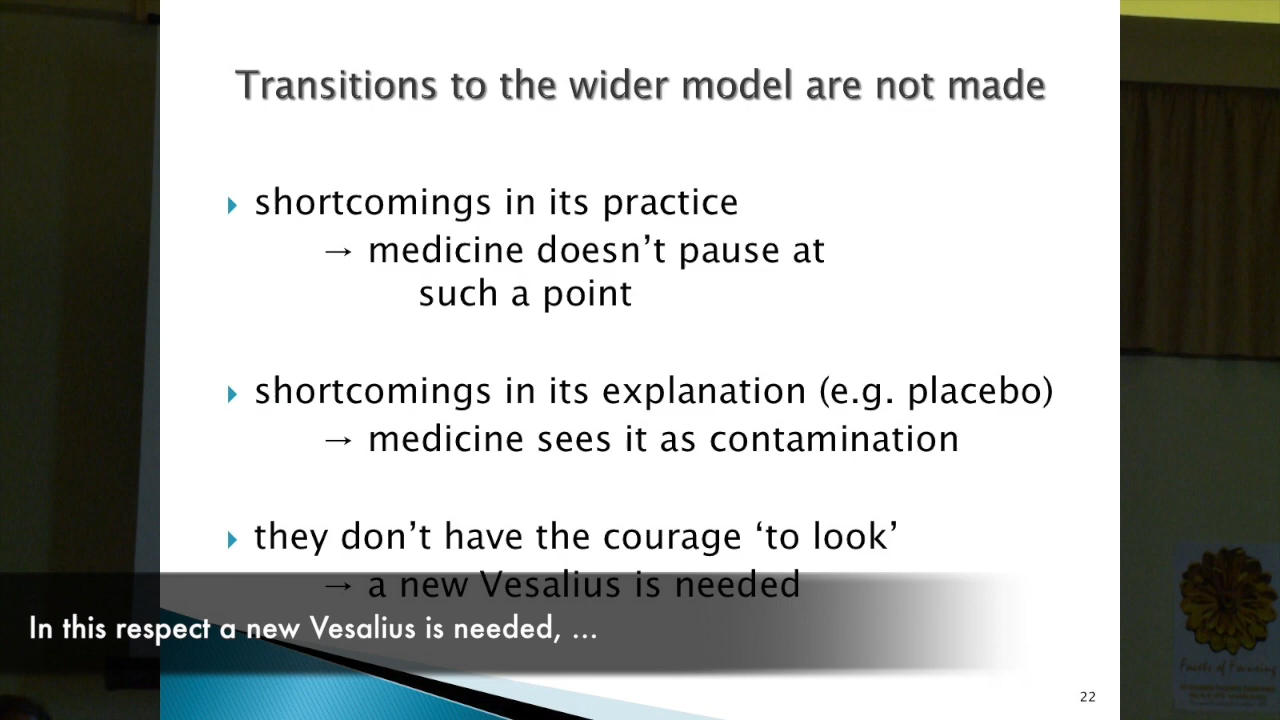 Transitions to the wider model are not made
shortcomings in its practice
→ medicine doesn’t pause at
such a point
shortcomings in its explanation (e.g. placebo)
→ medicine sees it as contamination
they don’t have the courage ‘to look’
→ a new Vesalius is needed
In this respect a new Vesalius is needed, ...
22